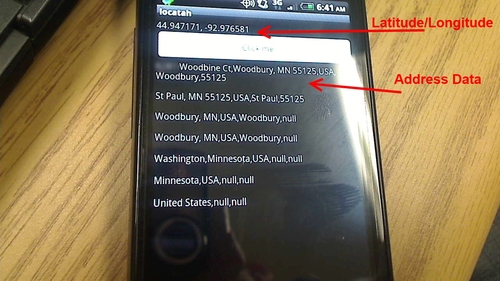 3G 6:41 AM
locatah
44.947171, -92.976581
Latitude/Longitude
Click me
Woodbine Ct,Woodbury, MN 55125,USA,
Woodbury,55125
Address Data
St Paul, MN 55125,USA,St Paul,55125
Woodbury, MN,USA,Woodbury,null
Woodbury, MN,USA,Woodbury,null
Washington,Minnesota,USA,null,null
Minnesota,USA,null,null
United States,null,null